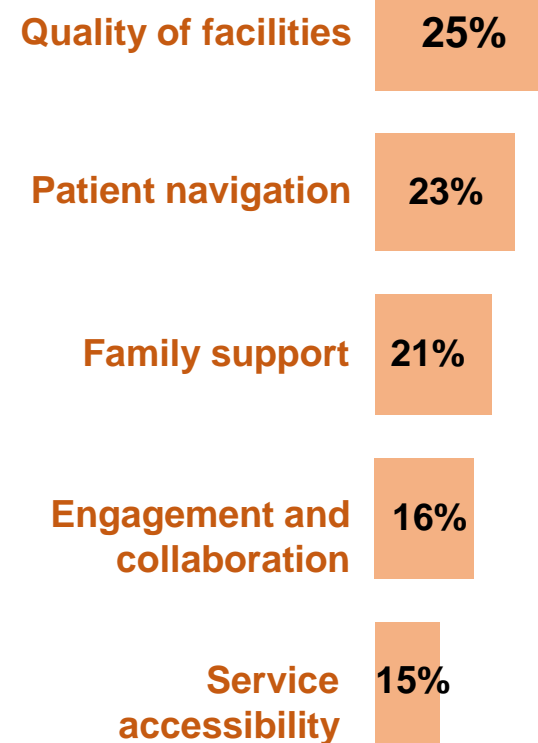 Quality of facilities 25%
Patient navigation 23%
Family support 21%
Engagement and
collaboration 16%
Service
accessibility 15%